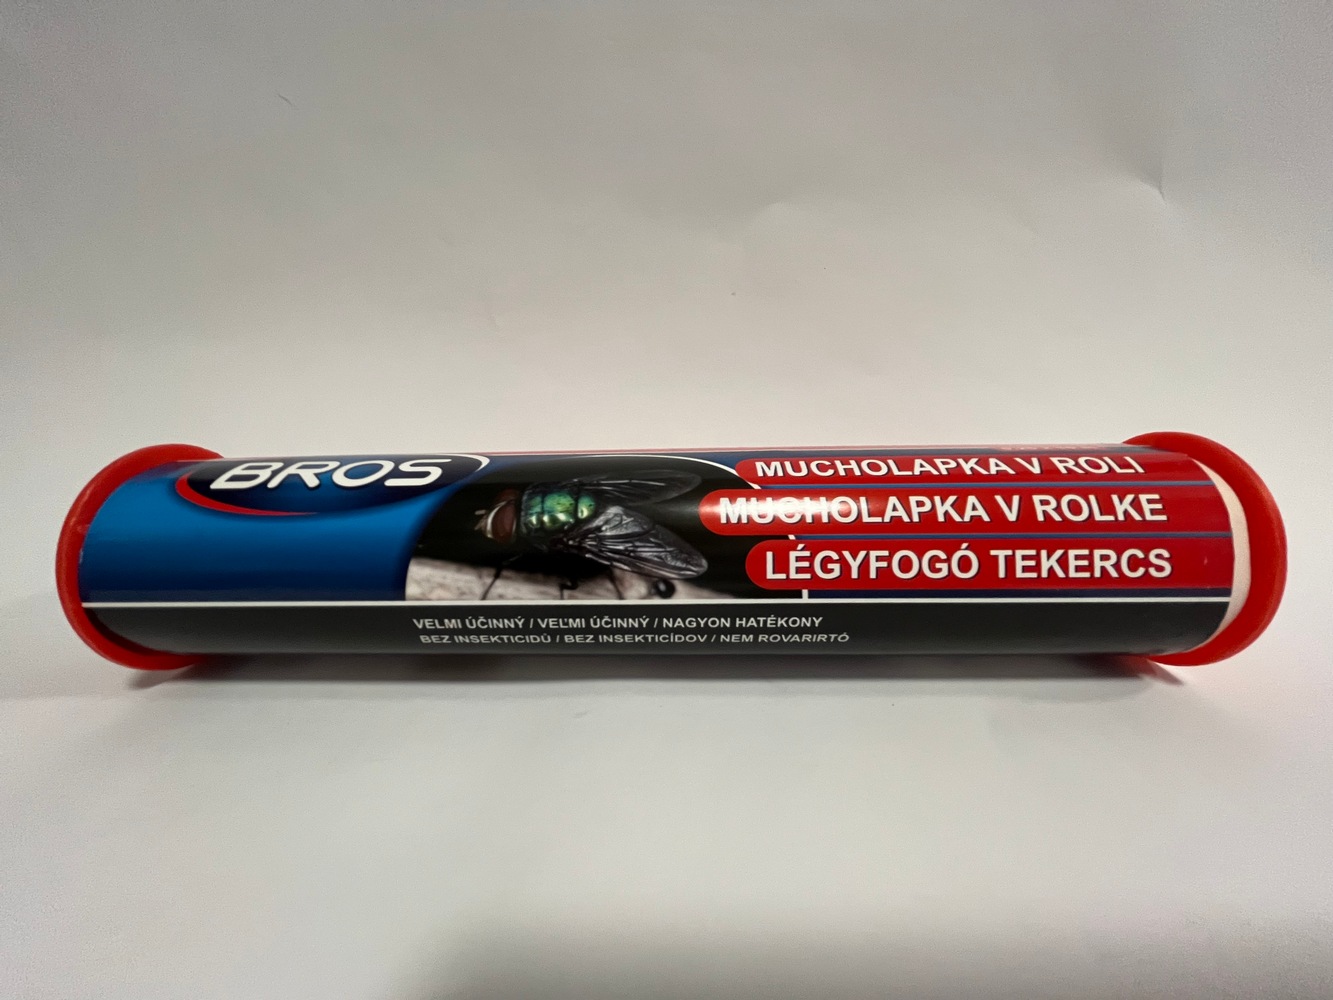 BROS
MUCHOLAPKA V ROLI
MUCHOLAPKA V ROLKE
LÉGYFOGÓ TEKERCS
VELMI ÚČINNÝ / VEĽMI ÚČINNÝ / NAGYON HATÉKONY
BEZ INSEKTICIDŮ / BEZ INSEKTICÍDOV / NEM ROVARIRTÓ